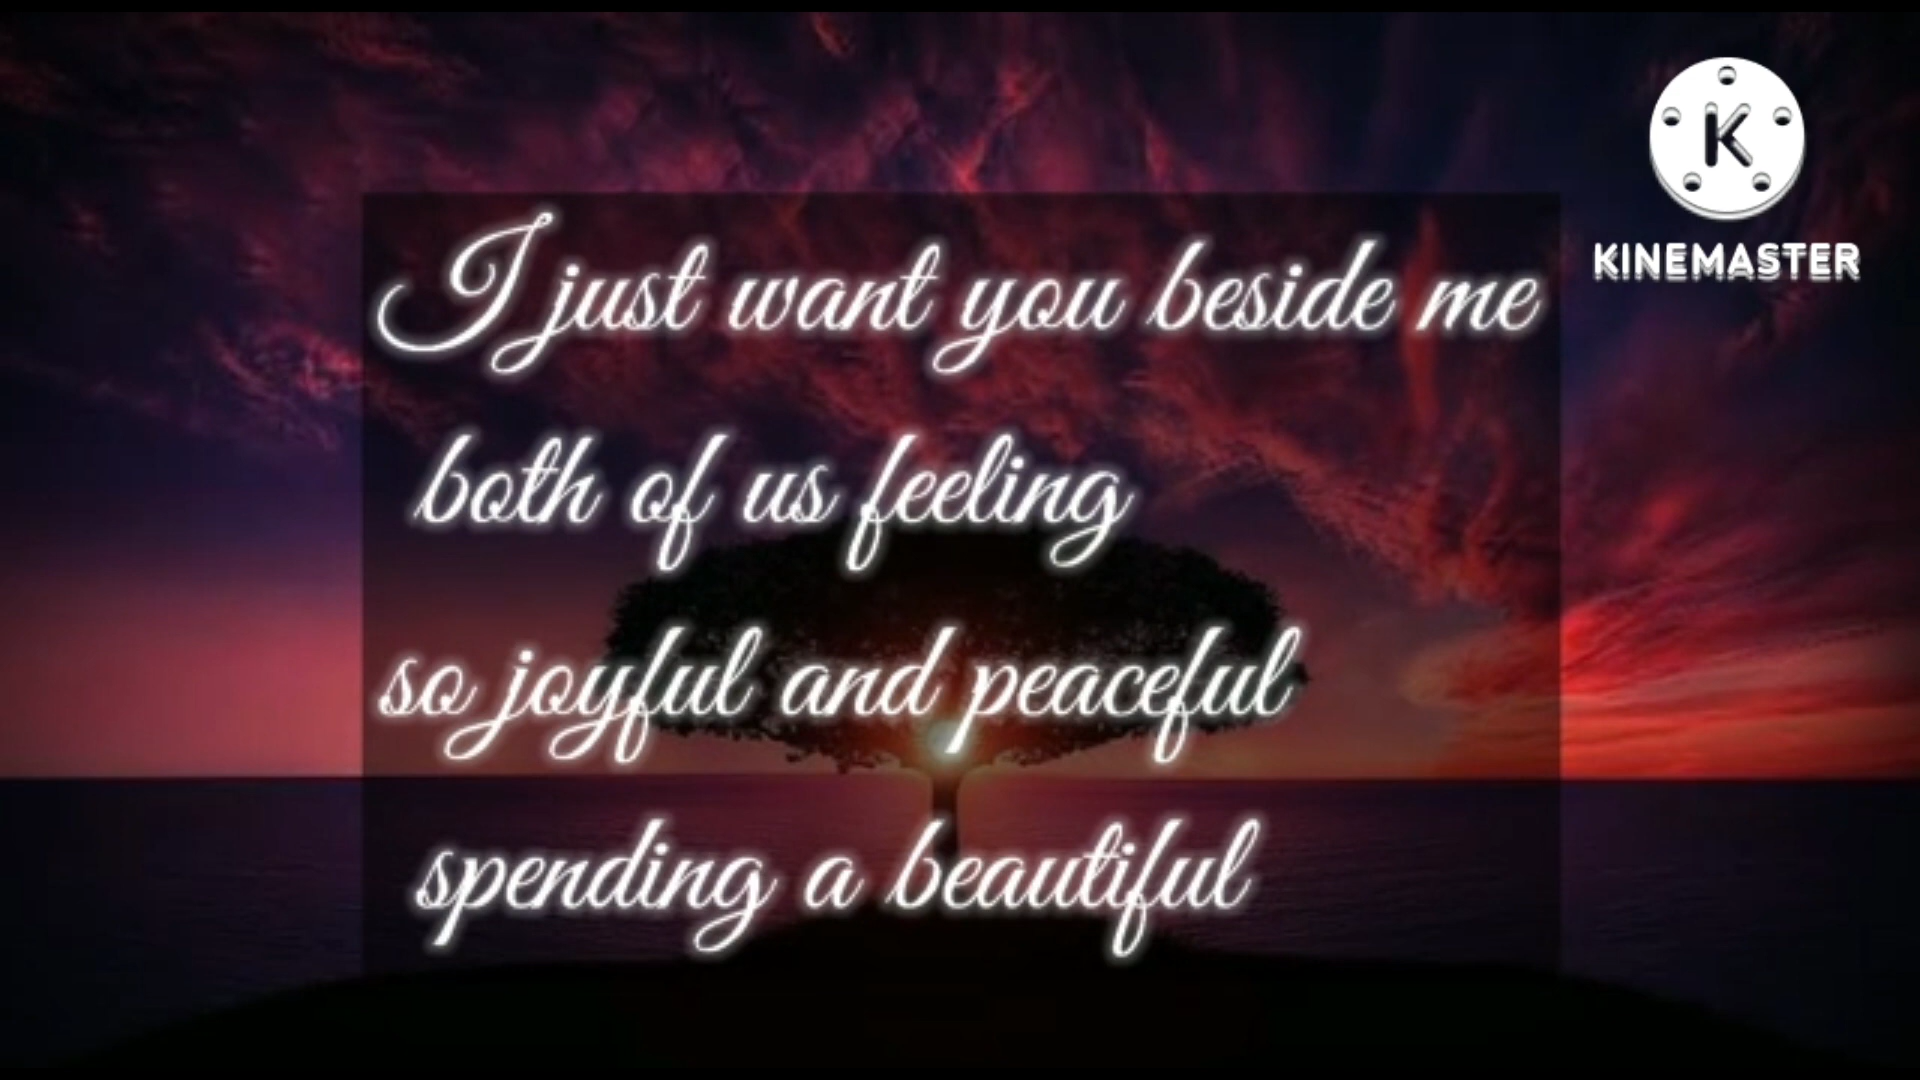 I just want you beside me
both of us feeling
so joyful and peaceful
spending a beautiful
K
KINEMASTER